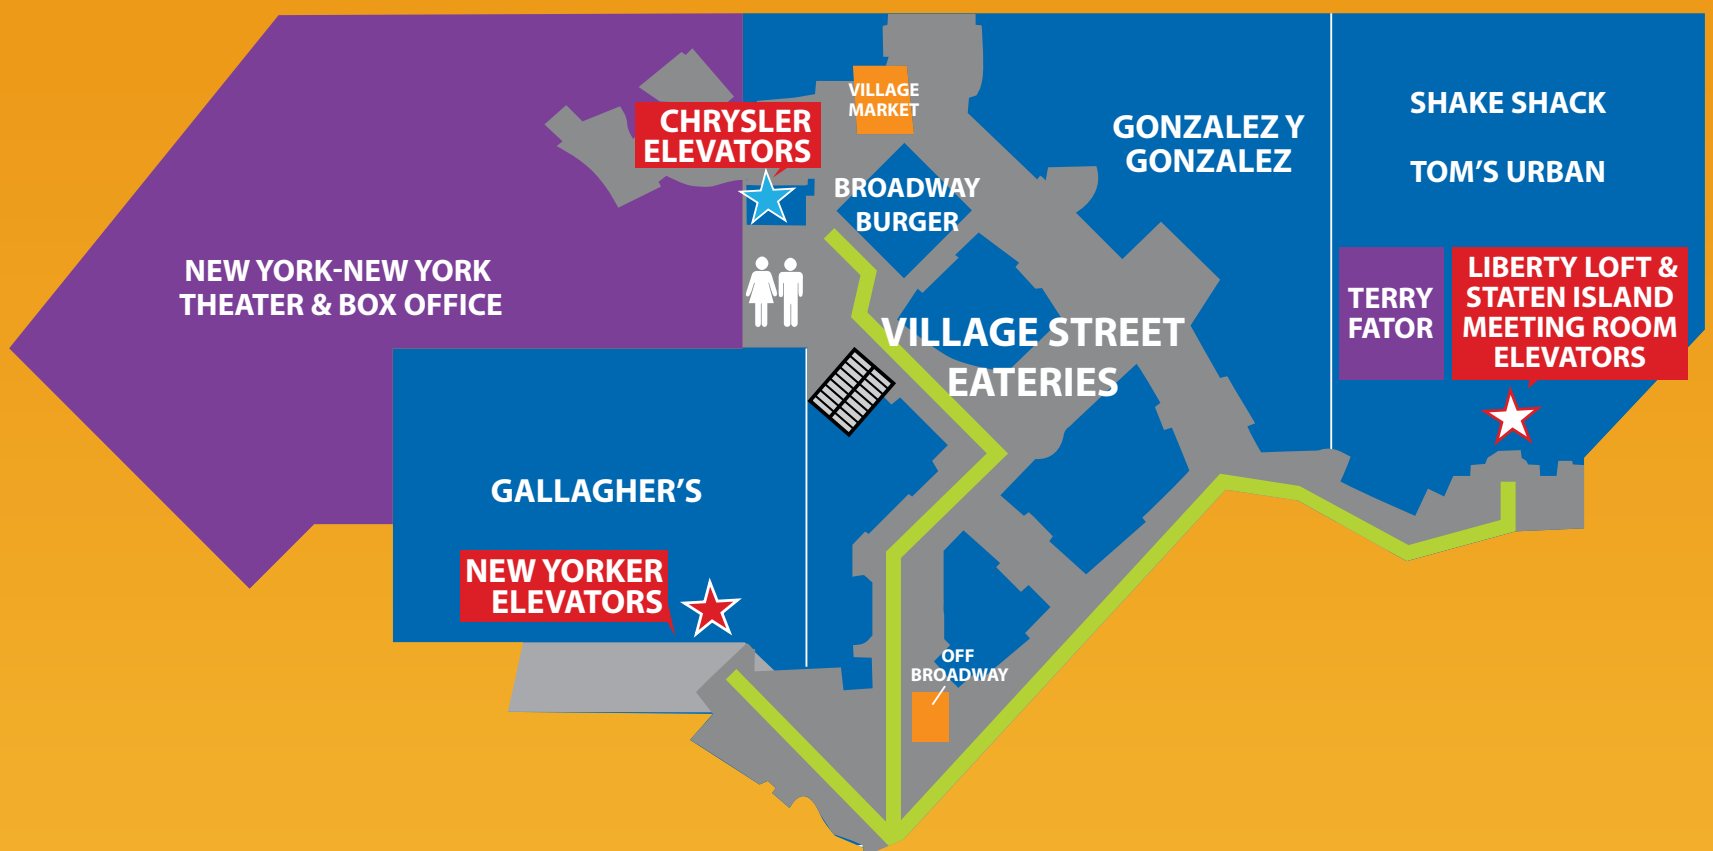 VILLAGE
MARKET
CHRYSLER
ELEVATORS
BROADWAY
BURGER
GONZALEZ Y
GONZALEZ
SHAKE SHACK
TOM'S URBAN
NEW YORK-NEW YORK
THEATER & BOX OFFICE
TERRY
FATOR
LIBERTY LOFT &
STATEN ISLAND
MEETING ROOM
ELEVATORS
VILLAGE STREET
EATERIES
GALLAGHER'S
NEW YORKER
ELEVATORS
OFF
BROADWAY